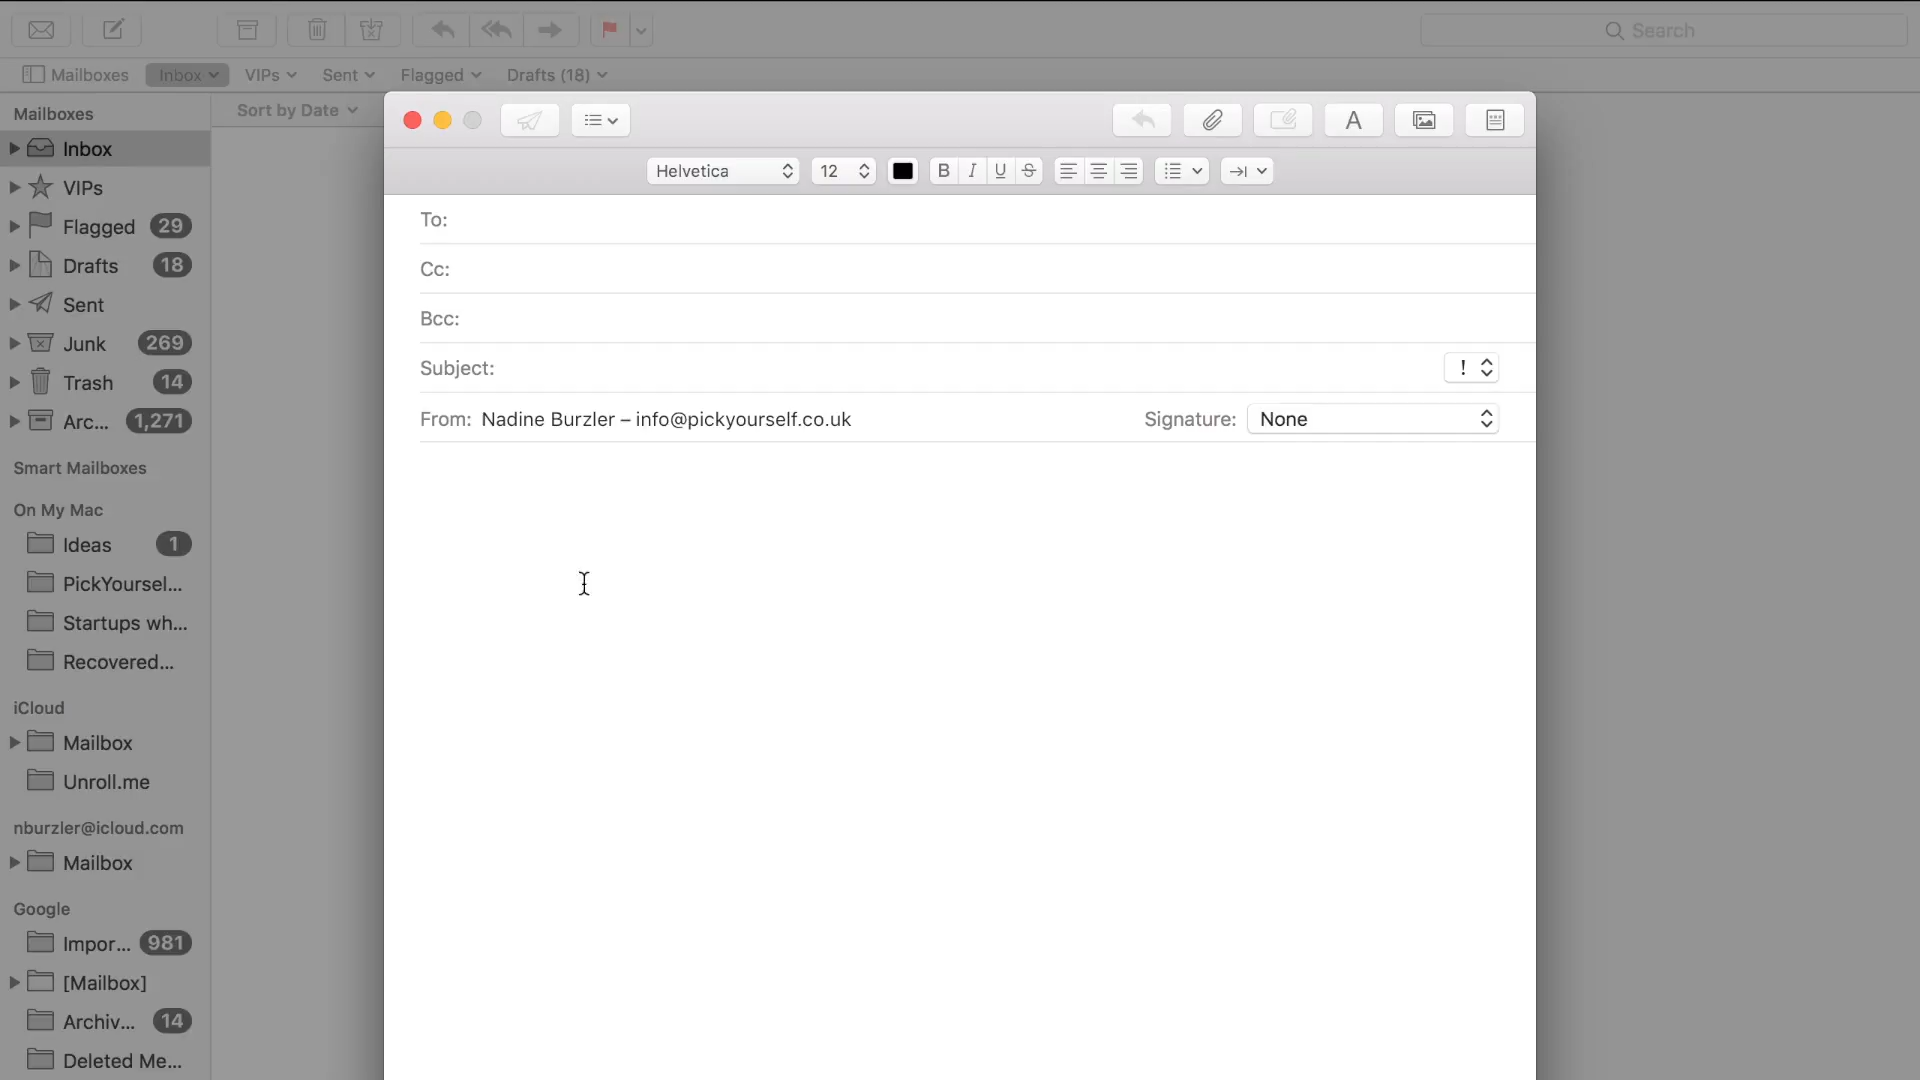 Search
Mailboxes
Inbox
VIPs
Sent
Flagged
Drafts (18)
Mailboxes
Sort by Date
Inbox
VIPs
Flagged 29
Drafts 18
Sent
Junk 269
Trash 14
Arc... 1,271
Smart Mailboxes
On My Mac
Ideas 1
PickYoursel...
Startups wh...
Recovered...
iCloud
Mailbox
Unroll.me
nburzler@icloud.com
Mailbox
Google
Impor... 981
[Mailbox]
Archiv... 14
Deleted Me...
A
Helvetica
12
B I U S
To:
Cc:
Bcc:
Subject:
!
From: Nadine Burzler – info@pickyourself.co.uk
Signature: None